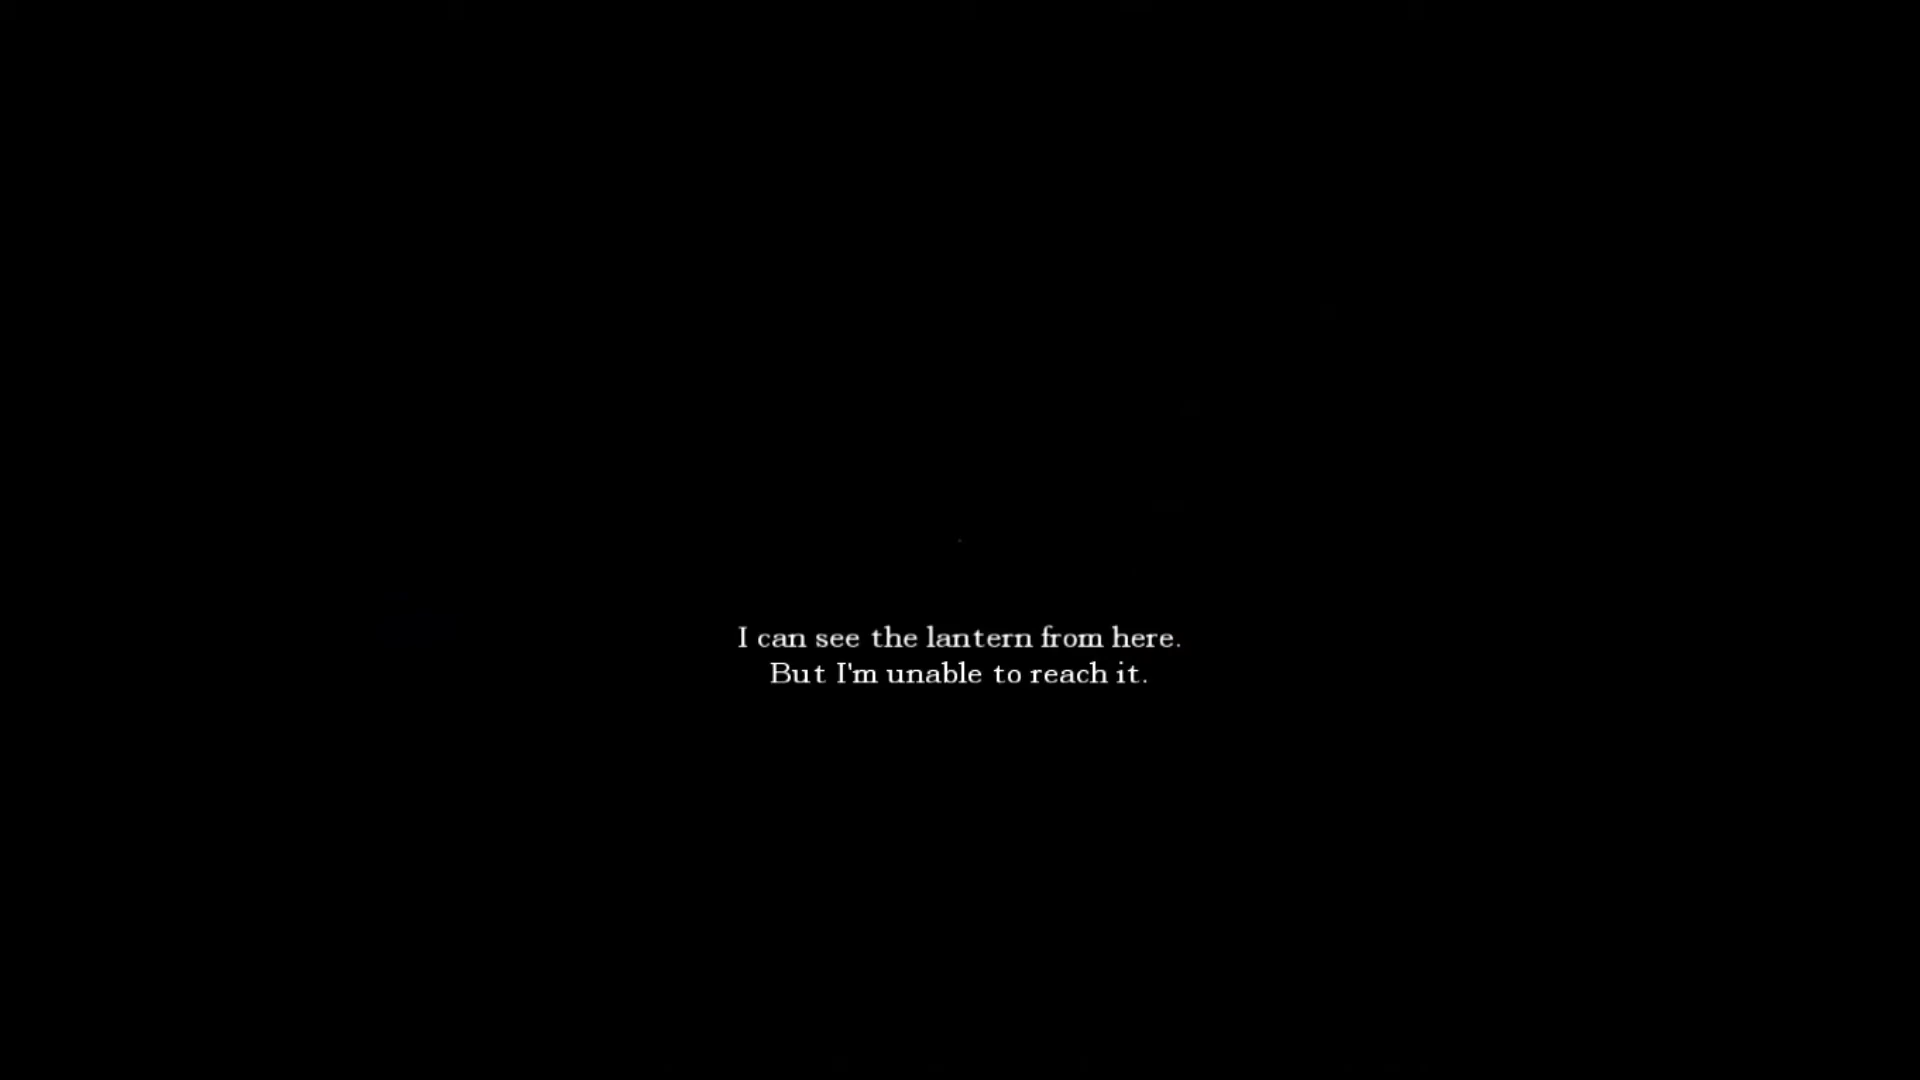 I can see the lantern from here.
But I'm unable to reach it.